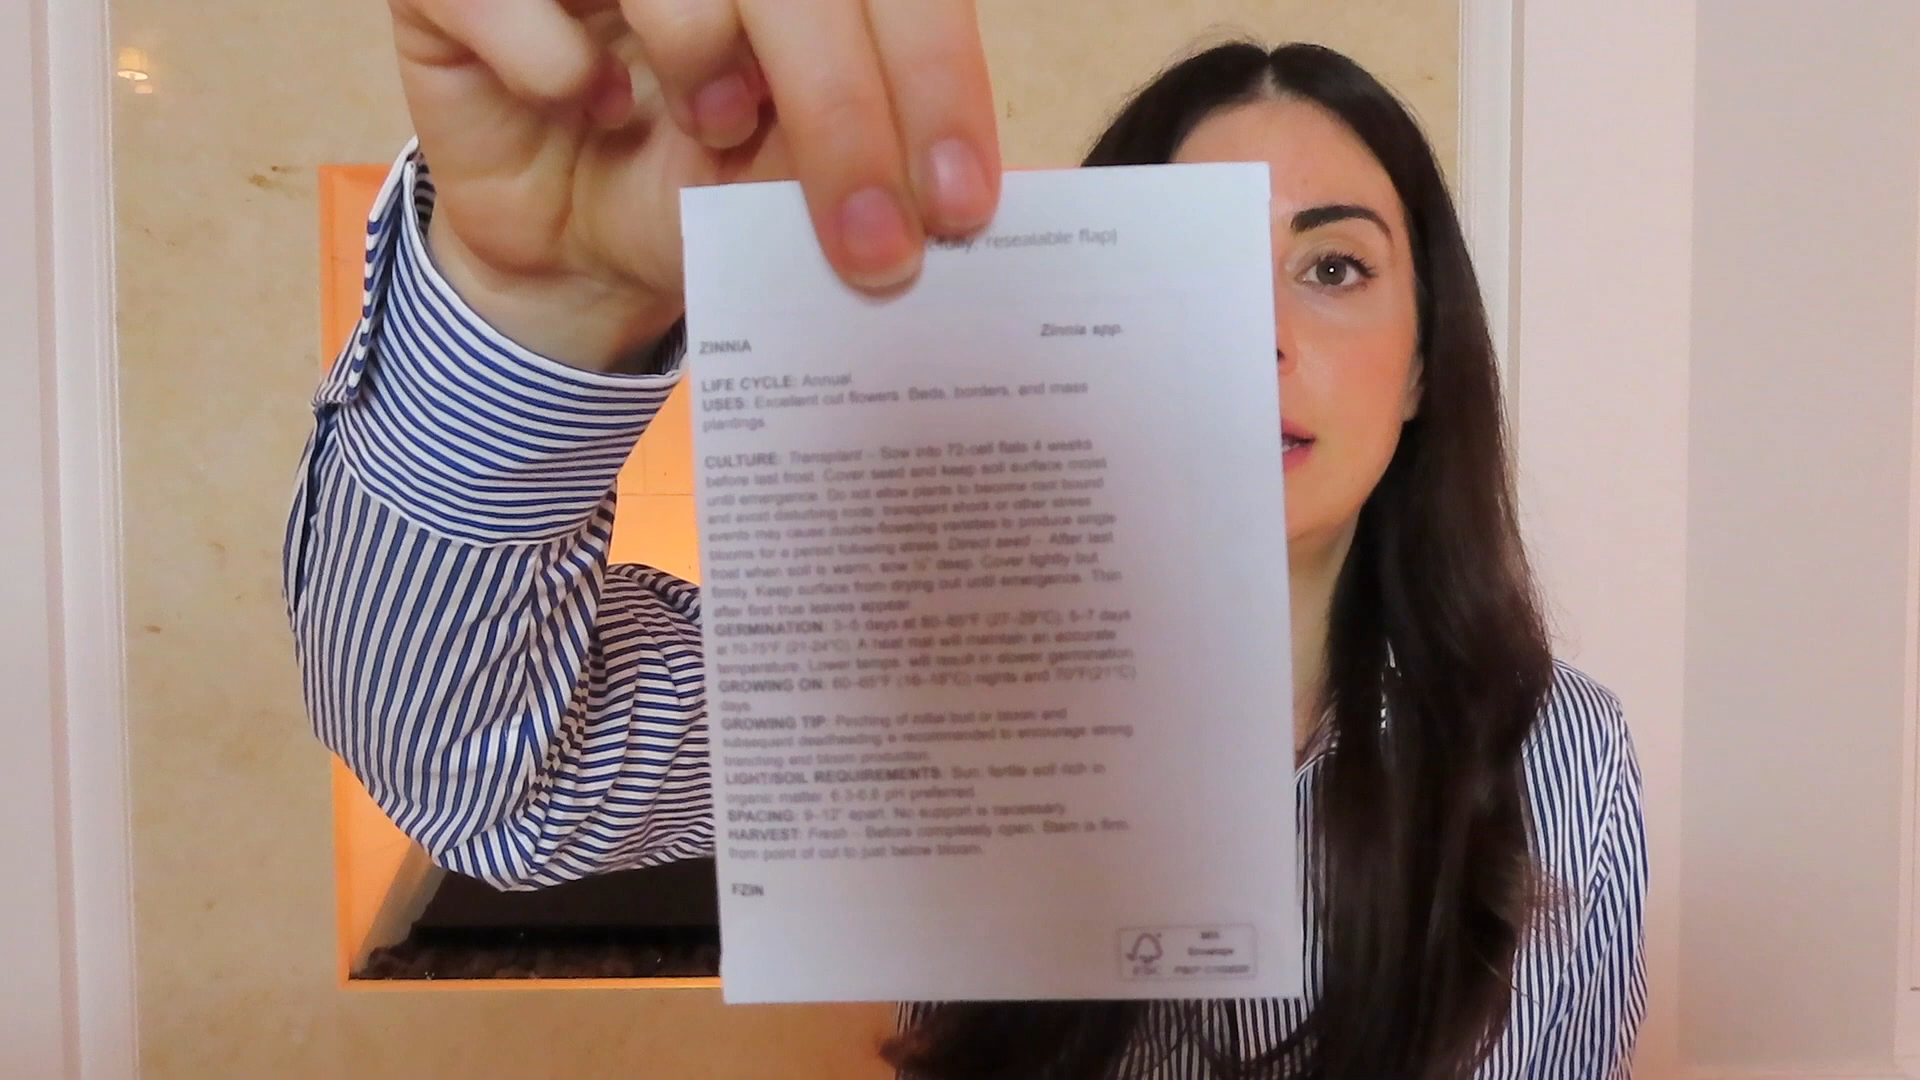 resealable flap)
Zinnia spp.
ZINNIA
LIFE CYCLE: Annual.
USES: Excellent cut flowers. Beds, borders, and mass
plantings.
CULTURE: Transplant – Sow into 72-cell flats 4 weeks
before last frost. Cover seed and keep soil surface moist
until emergence. Do not allow plants to become root bound
and avoid disturbing roots; transplant shock or other stress
events may cause double-flowering varieties to produce single
blooms for a period following stress. Direct seed – After last
frost when soil is warm, sow ¼" deep. Cover lightly but
firmly. Keep surface from drying out until emergence. Thin
after first true leaves appear.
GERMINATION: 3–5 days at 80–85°F (27–29°C); 5–7 days
at 70-75°F (21-24°C). A heat mat will maintain an accurate
temperature. Lower temps. will result in slower germination.
GROWING ON: 60–65°F (16–18°C) nights and 70°F(21°C)
days.
GROWING TIP: Pinching of initial bud or bloom and
subsequent deadheading is recommended to encourage strong
branching and bloom production.
LIGHT/SOIL REQUIREMENTS: Sun; fertile soil rich in
organic matter. 6.3-6.8 pH preferred.
SPACING: 9–12" apart. No support is necessary.
HARVEST: Fresh – Before completely open. Stem is firm,
from point of cut to just below bloom.
FZIN
MIX
Envelope
FSC